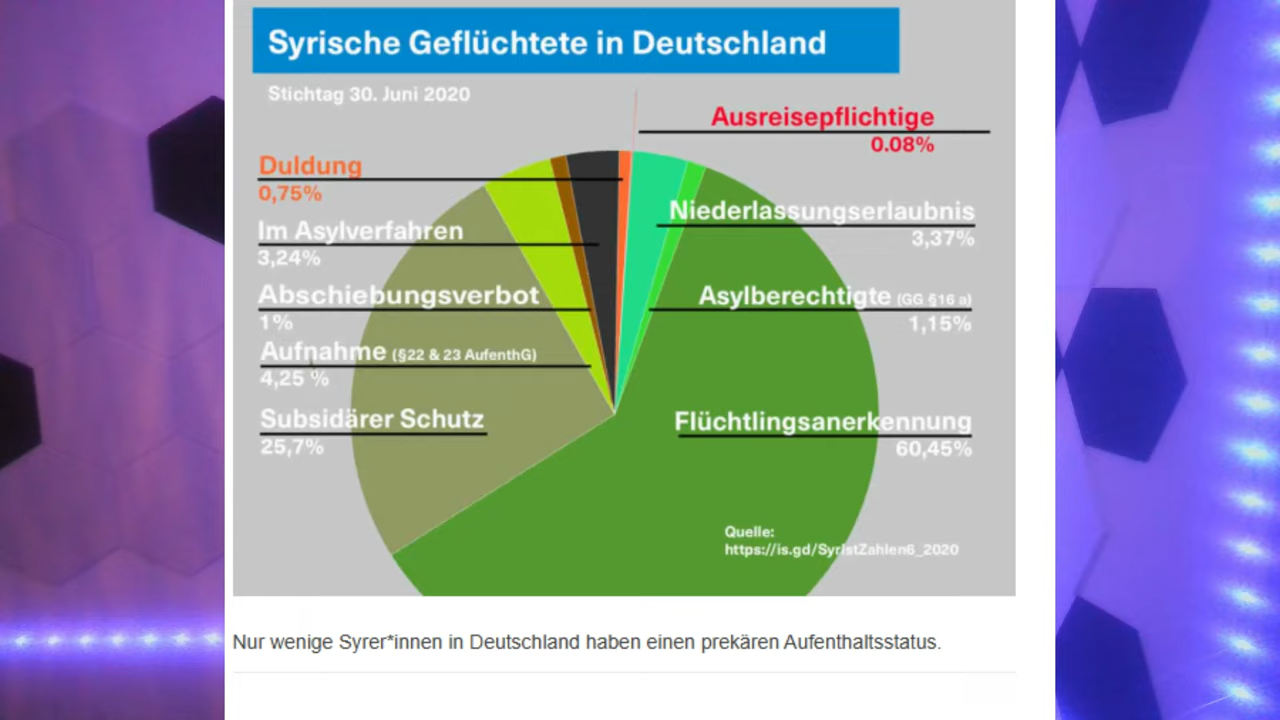 Syrische Geflüchtete in Deutschland
Stichtag 30. Juni 2020
Ausreisepflichtige
0.08%
Duldung
0,75%
Im Asylverfahren
3,24%
Abschiebungsverbot
1%
Aufnahme (§22 & 23 AufenthG)
4,25 %
Subsidärer Schutz
25,7%
Niederlassungserlaubnis
3,37%
Asylberechtigte (GG §16 a)
1,15%
Flüchtlingsanerkennung
60,45%
Quelle:
https://is.gd/SyrIstZahlen6_2020
Nur wenige Syrer*innen in Deutschland haben einen prekären Aufenthaltsstatus.